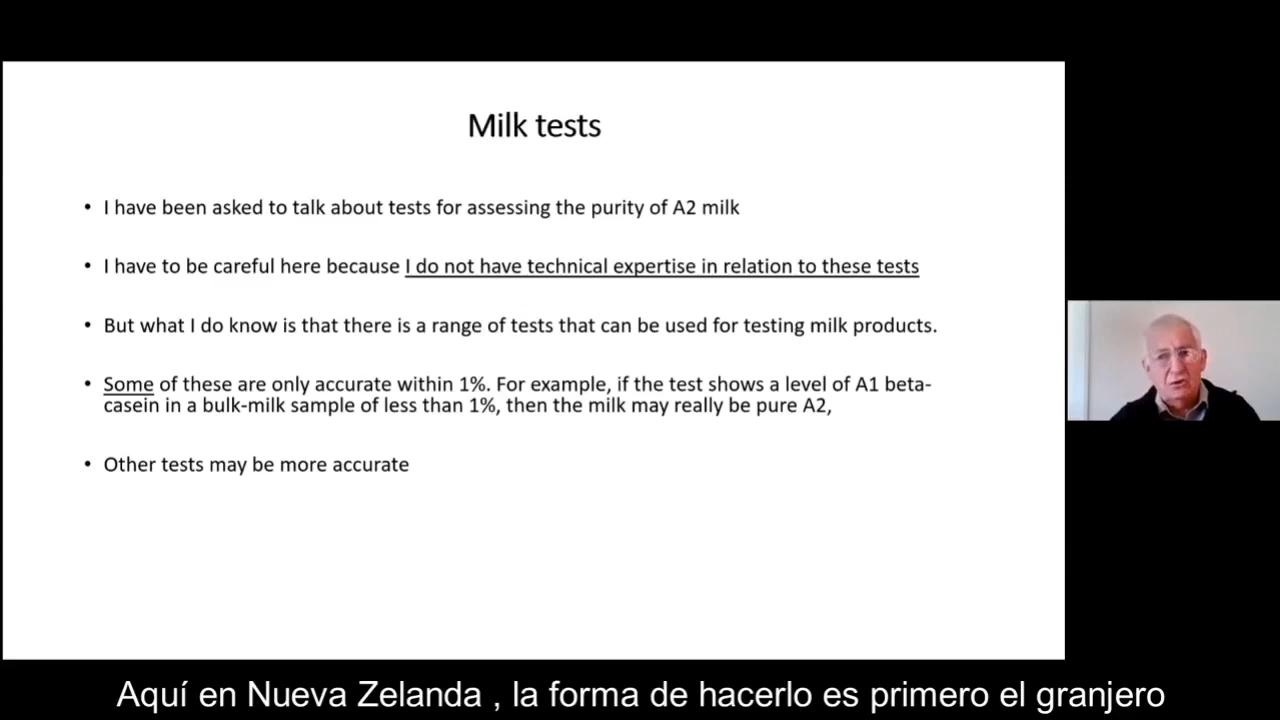 Milk tests
• I have been asked to talk about tests for assessing the purity of A2 milk
• I have to be careful here because I do not have technical expertise in relation to these tests
• But what I do know is that there is a range of tests that can be used for testing milk products.
• Some of these are only accurate within 1%. For example, if the test shows a level of A1 beta-
casein in a bulk-milk sample of less than 1%, then the milk may really be pure A2,
• Other tests may be more accurate
Aquí en Nueva Zelanda , la forma de hacerlo es primero el granjero